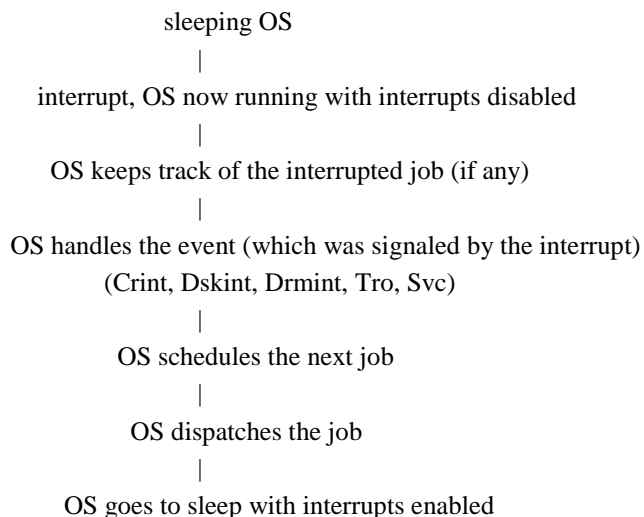 sleeping OS
|
interrupt, OS now running with interrupts disabled
|
OS keeps track of the interrupted job (if any)
|
OS handles the event (which was signaled by the interrupt)
(Crint, Dskint, Drmint, Tro, Svc)
|
OS schedules the next job
|
OS dispatches the job
|
OS goes to sleep with interrupts enabled